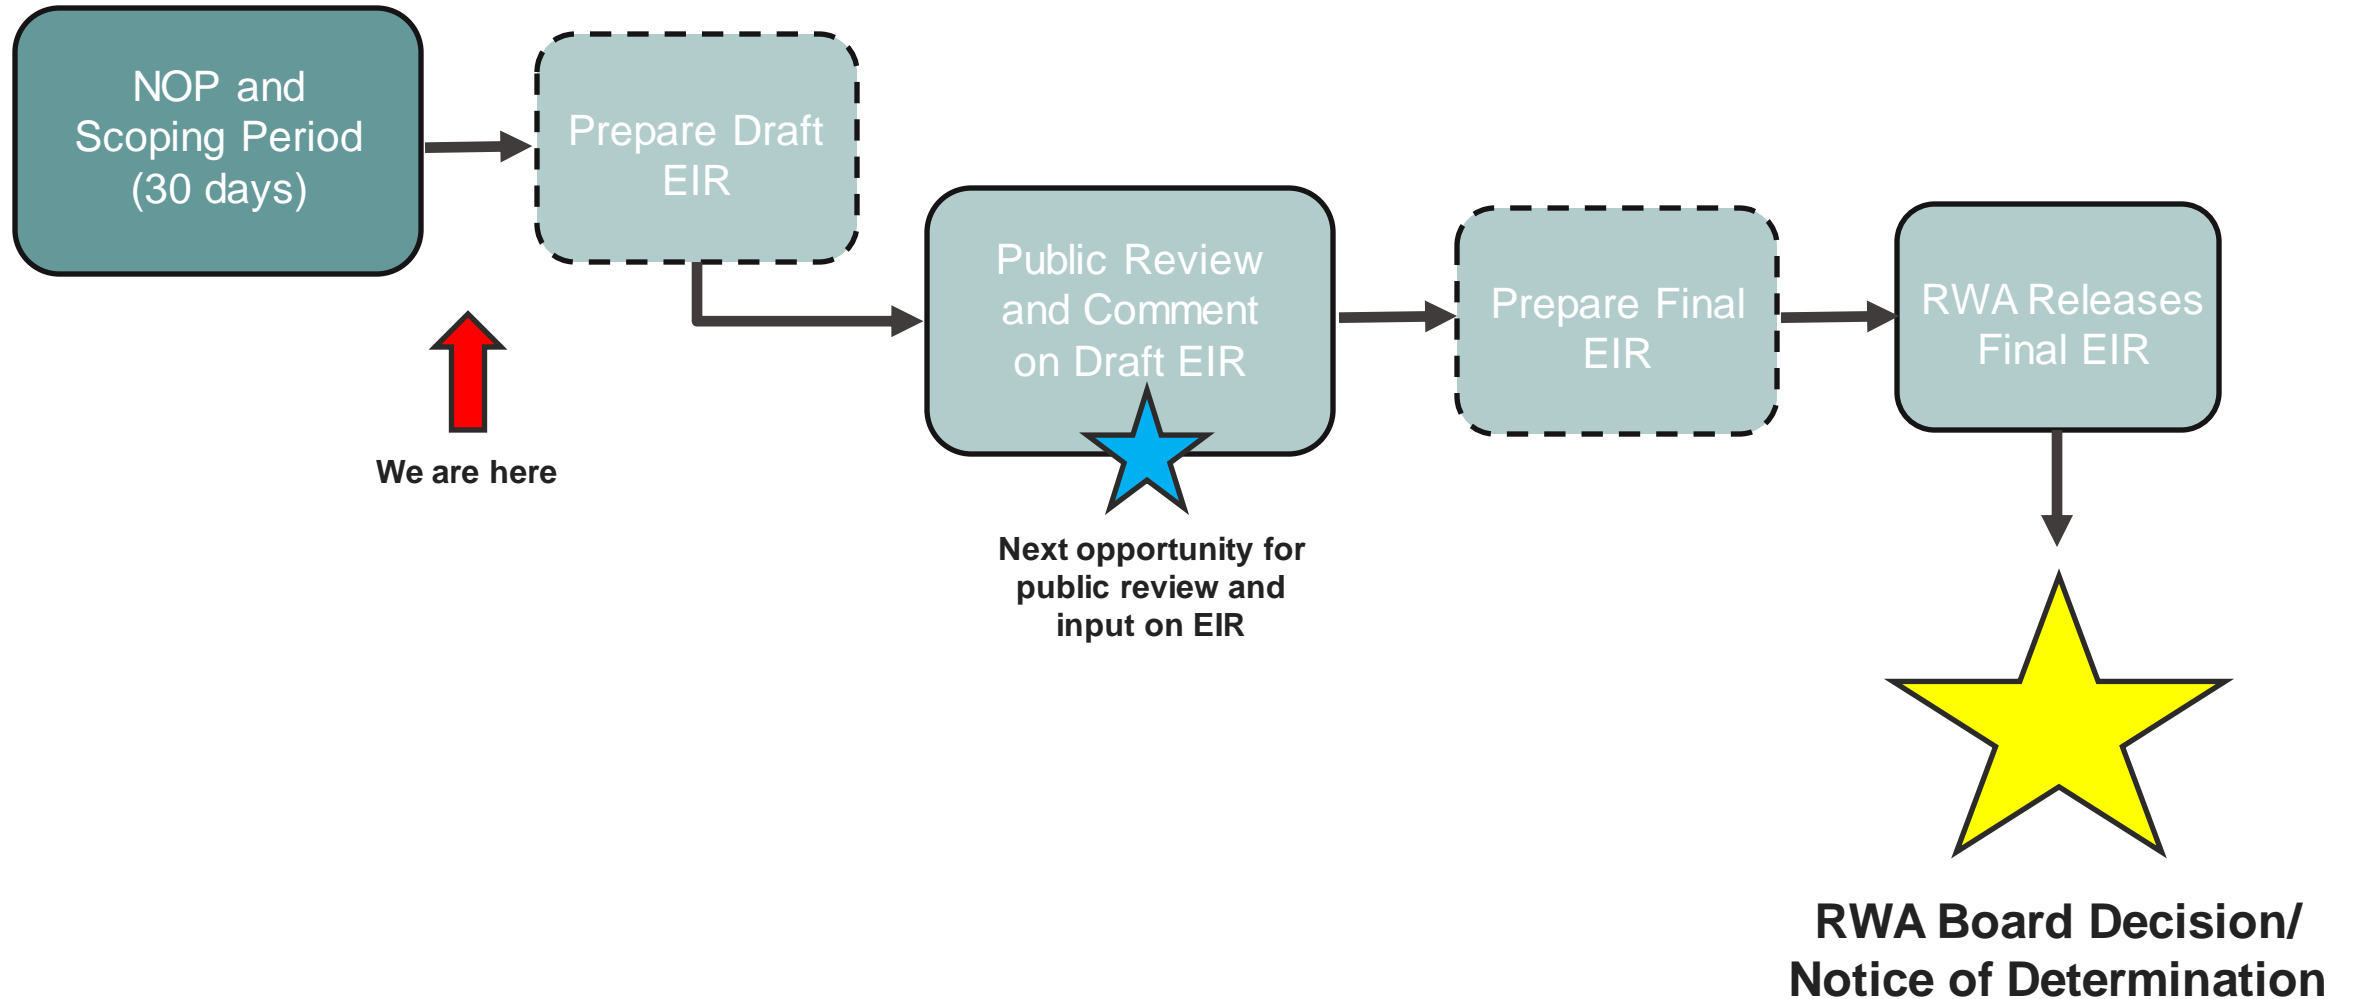 NOP and
Scoping Period
(30 days)
Prepare Draft
EIR
Public Review
and Comment
on Draft EIR
Prepare Final
EIR
RWA Releases
Final EIR
We are here
Next opportunity for
public review and
input on EIR
RWA Board Decision/
Notice of Determination